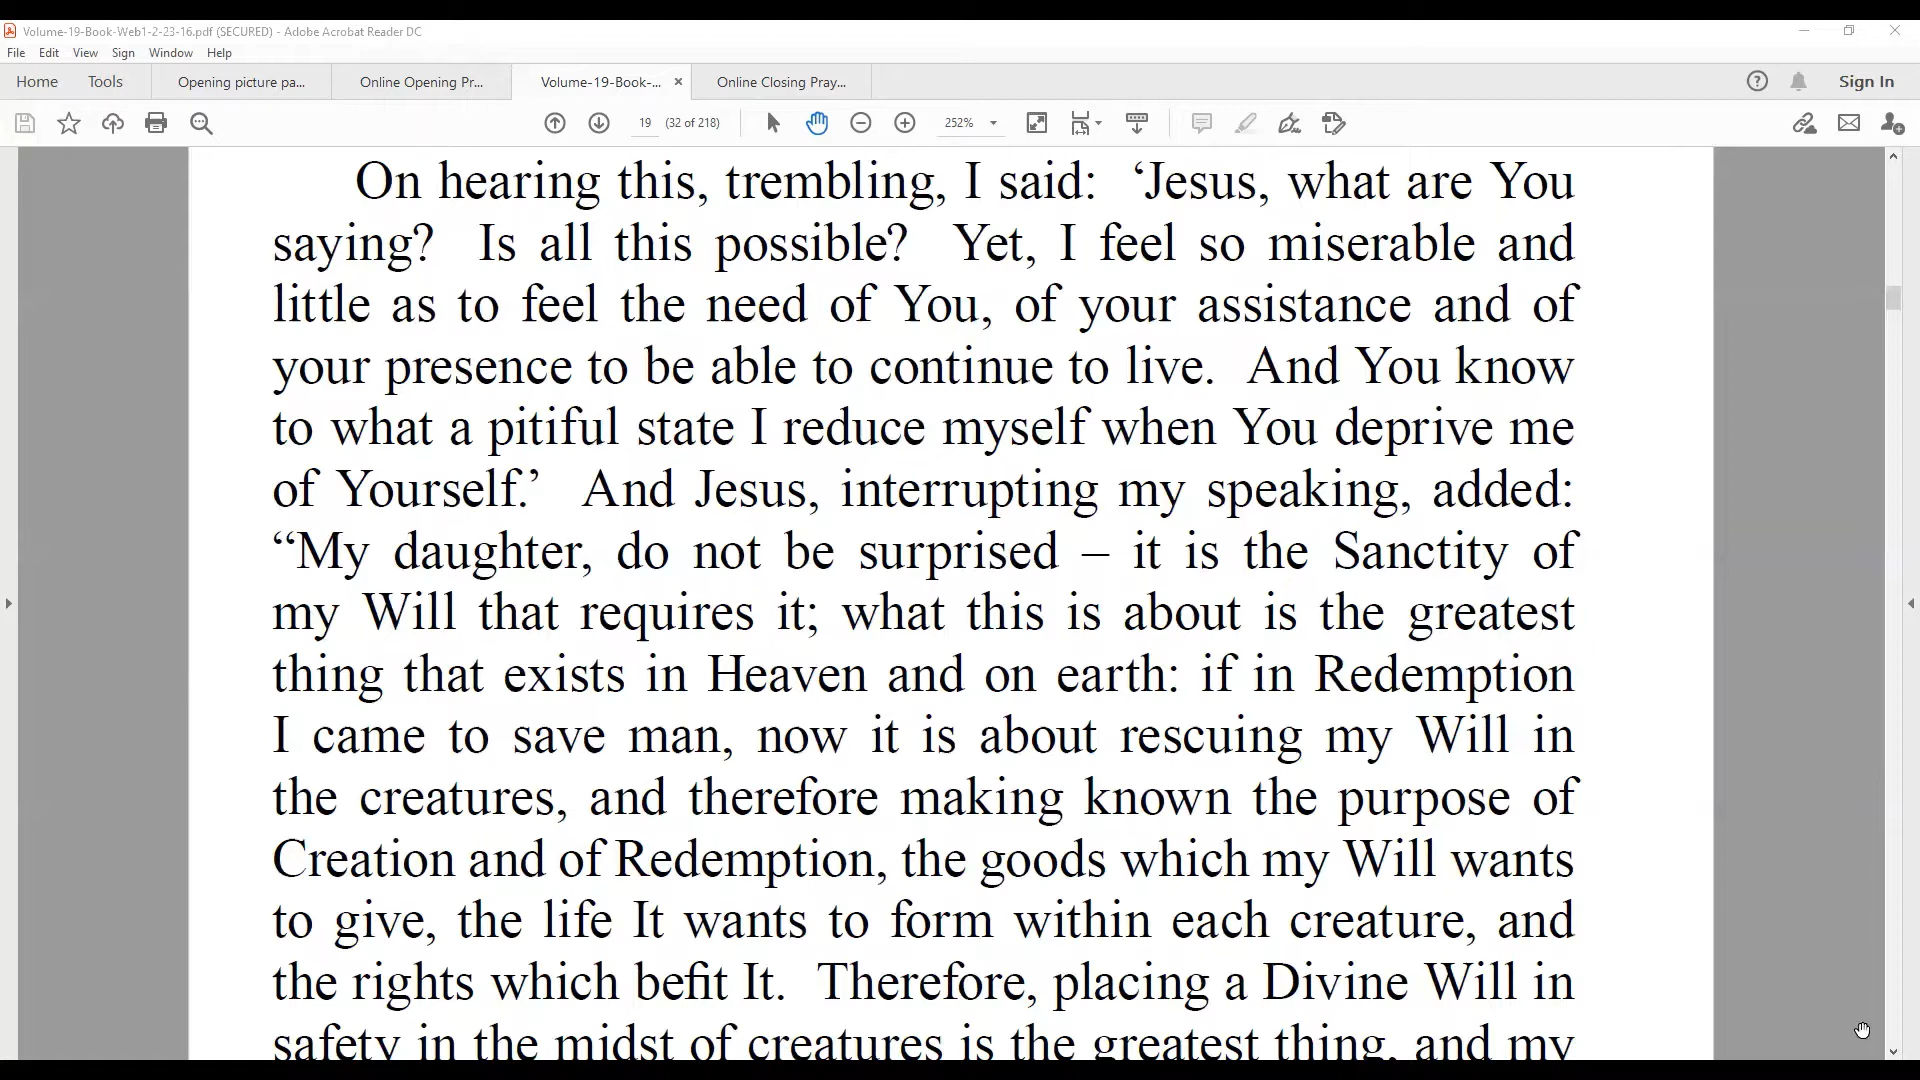 Volume-19-Book-Web1-2-23-16.pdf (SECURED) - Adobe Acrobat Reader DC
File Edit View Sign Window Help
Home Tools Opening picture pa... Online Opening Pr... Volume-19-Book-... × Online Closing Pray... Sign In
19 (32 of 218) 252%
On hearing this, trembling, I said:  ‘Jesus, what are You
saying?  Is all this possible?  Yet, I feel so miserable and
little as to feel the need of You, of your assistance and of
your presence to be able to continue to live.  And You know
to what a pitiful state I reduce myself when You deprive me
of Yourself.’  And Jesus, interrupting my speaking, added:
“My daughter, do not be surprised – it is the Sanctity of
my Will that requires it; what this is about is the greatest
thing that exists in Heaven and on earth: if in Redemption
I came to save man, now it is about rescuing my Will in
the creatures, and therefore making known the purpose of
Creation and of Redemption, the goods which my Will wants
to give, the life It wants to form within each creature, and
the rights which befit It.  Therefore, placing a Divine Will in
safety in the midst of creatures is the greatest thing, and my